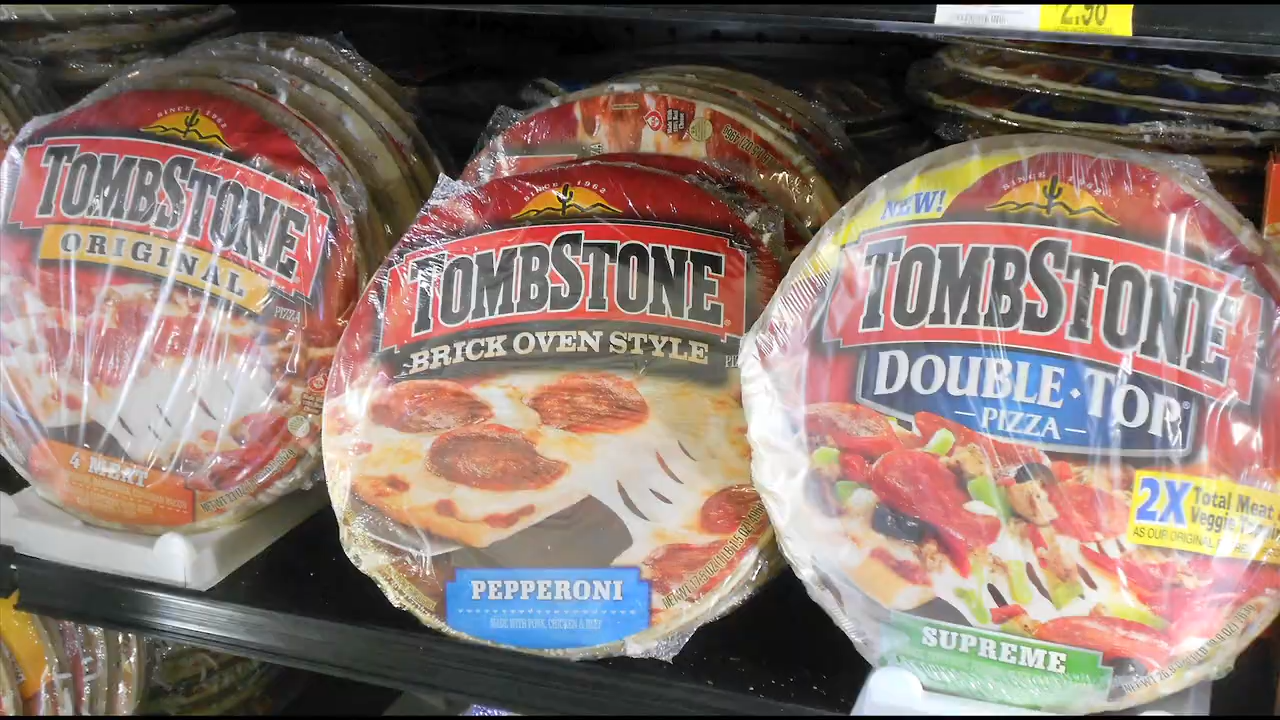 2.98
SINCE 1962
TOMBSTONE
ORIGINAL
PIZZA
4 MEAT
SINCE 1962
TOMBSTONE
BRICK OVEN STYLE
PEPPERONI
MADE WITH PORK, CHICKEN & BEEF
NEW!
SINCE
TOMBSTONE
DOUBLE·TOP®
PIZZA
2X Total Meat
Veggie
AS OUR ORIGINAL
SUPREME